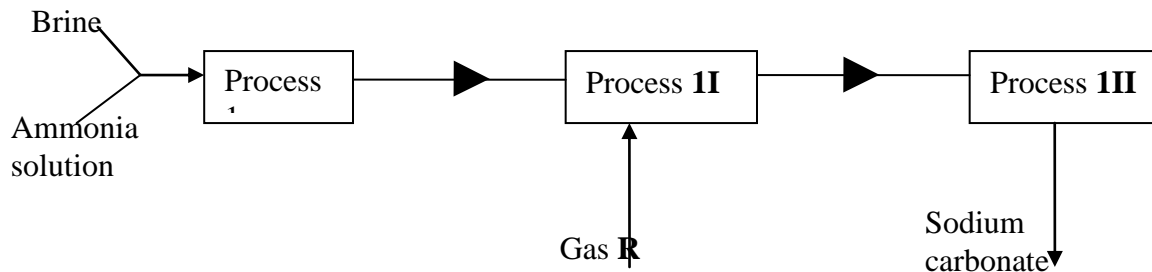 Brine
Ammonia
solution
Process
Process 1I
Process 1II
Gas R
Sodium
carbonate